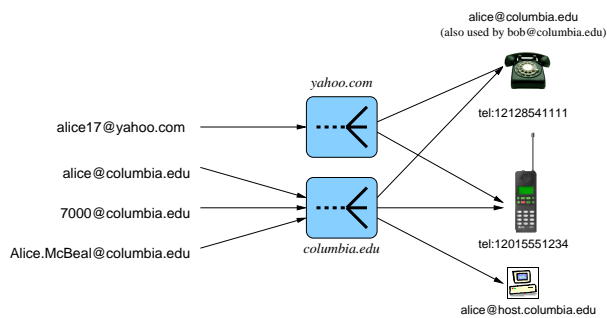 alice@columbia.edu
(also used by bob@columbia.edu)
yahoo.com
tel:12128541111
alice17@yahoo.com
alice@columbia.edu
7000@columbia.edu
Alice.McBeal@columbia.edu
columbia.edu
tel:12015551234
alice@host.columbia.edu